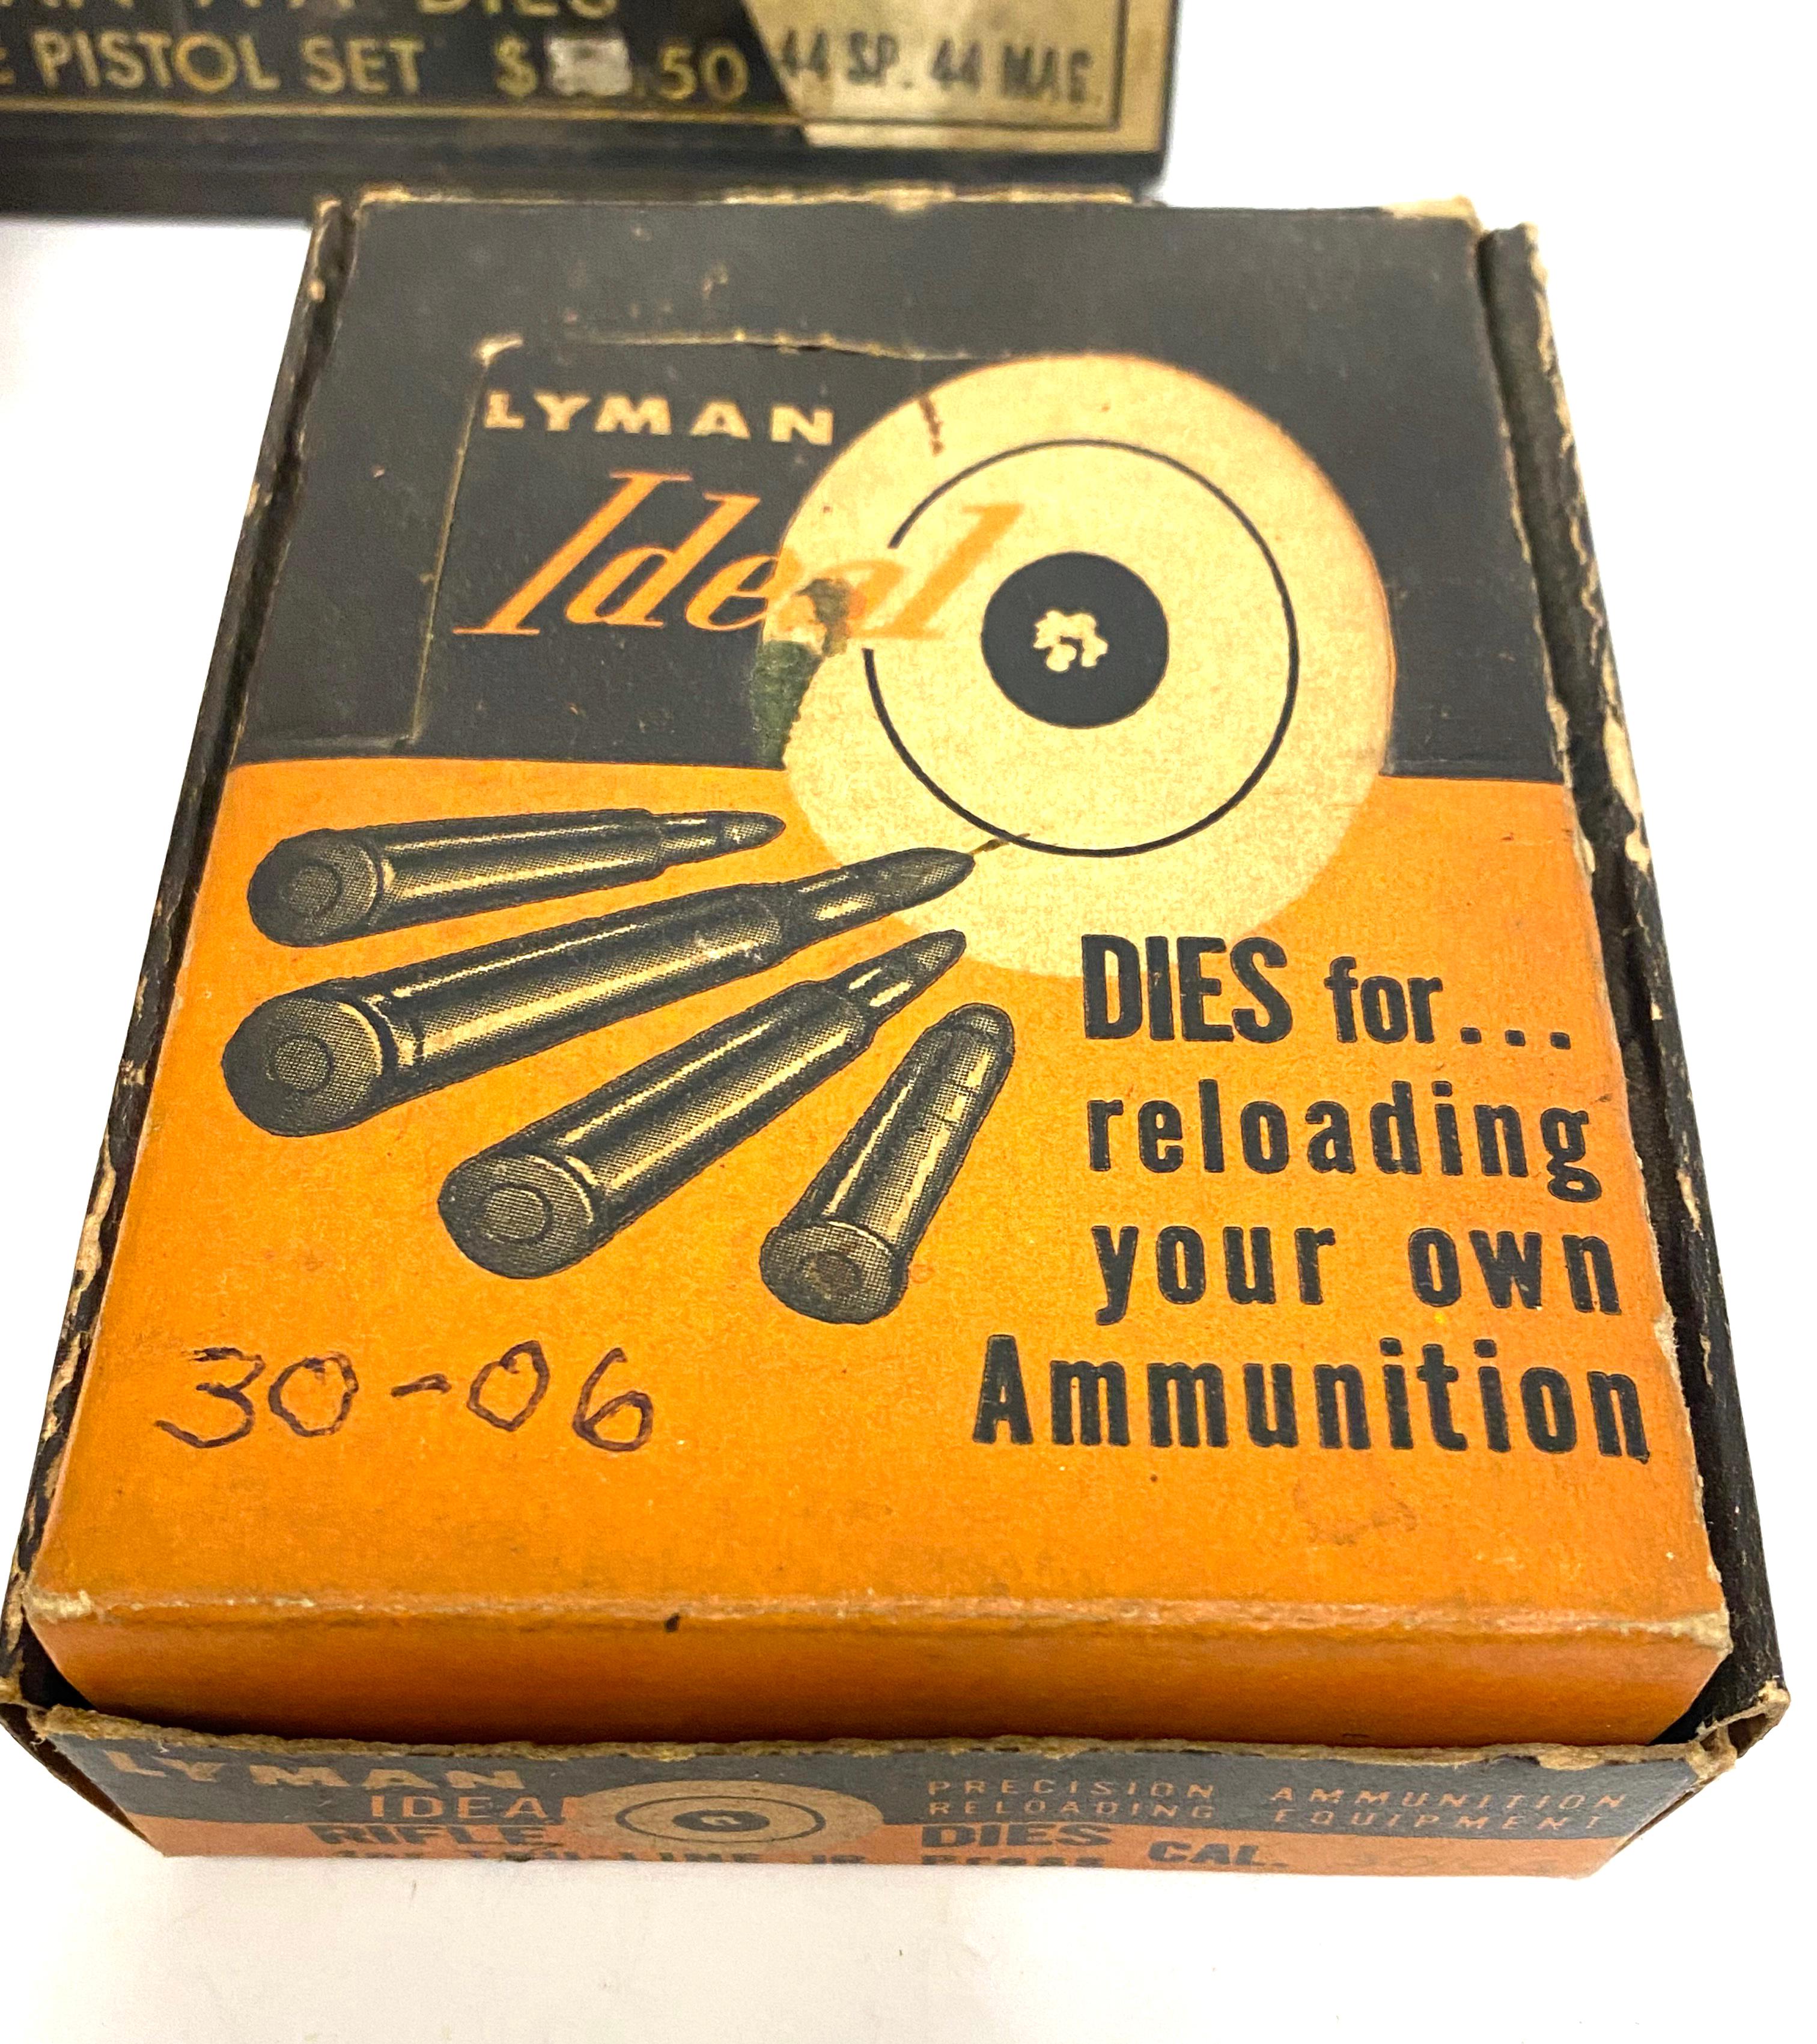 DIES
PISTOL SET $ .50
44 SP. 44 MAG.
LYMAN
Ideal
DIES for...
reloading
your own
Ammunition
30-06
LYMAN
IDEAL
RIFLE DIES CAL.
PRECISION AMMUNITION
RELOADING EQUIPMENT